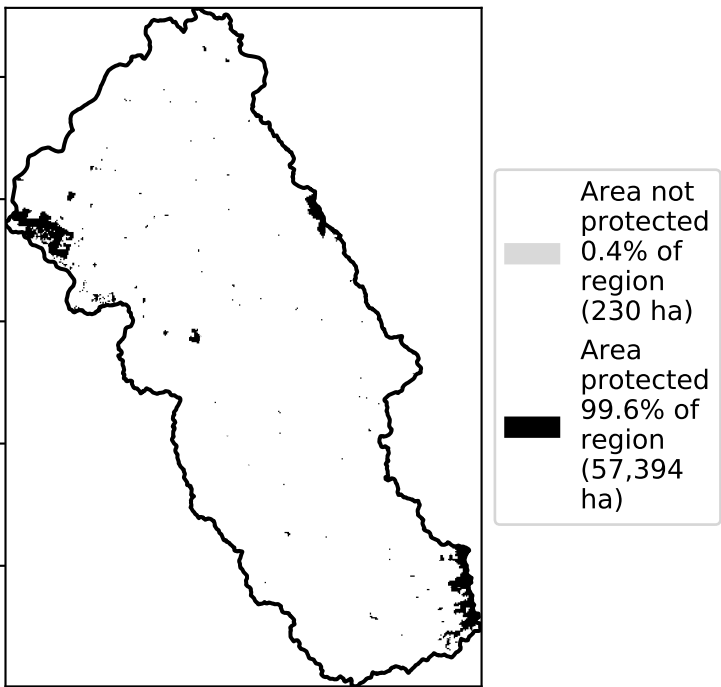 Area not
protected
0.4% of
region
(230 ha)
Area
protected
99.6% of
region
(57,394
ha)